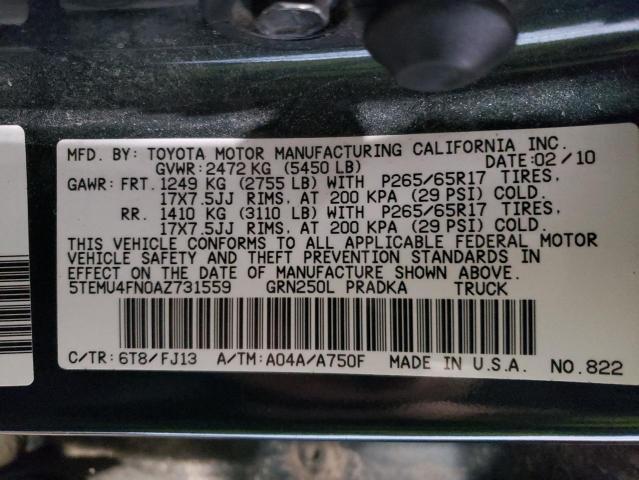 MFD. BY: TOYOTA MOTOR MANUFACTURING CALIFORNIA INC.
GVWR: 2472 KG (5450 LB) DATE: 02/10
GAWR: FRT. 1249 KG (2755 LB) WITH P265/65R17 TIRES,
17X7.5JJ RIMS, AT 200 KPA (29 PSI) COLD.
RR. 1410 KG (3110 LB) WITH P265/65R17 TIRES,
17X7.5JJ RIMS, AT 200 KPA (29 PSI) COLD.
THIS VEHICLE CONFORMS TO ALL APPLICABLE FEDERAL MOTOR
VEHICLE SAFETY AND THEFT PREVENTION STANDARDS IN
EFFECT ON THE DATE OF MANUFACTURE SHOWN ABOVE.
5TEMU4FN0AZ731559 GRN250L PRADKA TRUCK
C/TR: 6T8/FJ13 A/TM: A04A/A750F MADE IN U.S.A. NO. 822